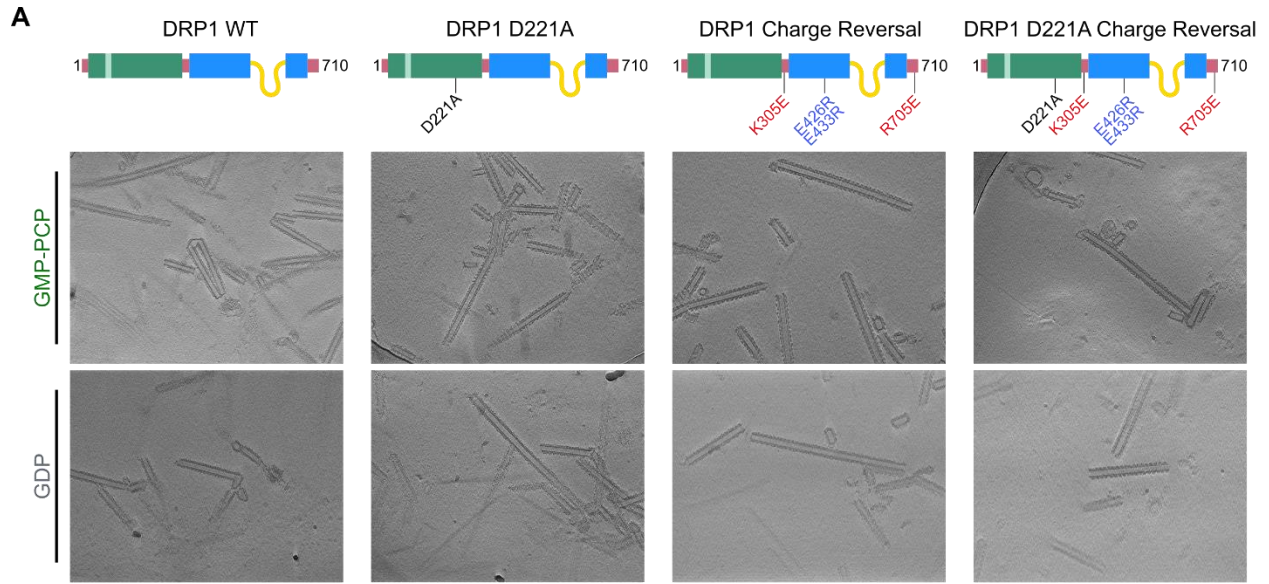 A
DRP1 WT
DRP1 D221A
DRP1 Charge Reversal
DRP1 D221A Charge Reversal
1
710
1
710
1
710
1
710
D221A
K305E
E426R
E433R
R705E
D221A
K305E
E426R
E433R
R705E
GMP-PCP
GDP